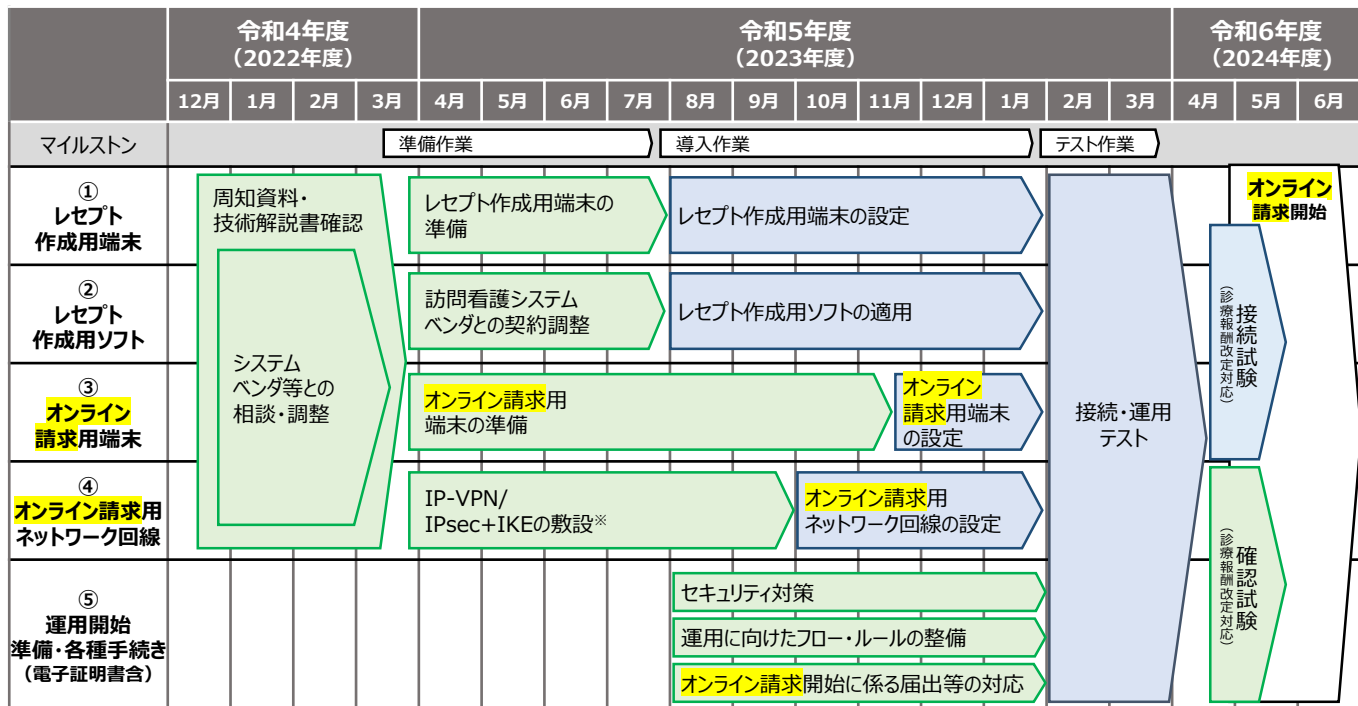 令和4年度
（2022年度）
令和5年度
（2023年度）
令和6年度
（2024年度）
12月 1月 2月 3月 4月 5月 6月 7月 8月 9月 10月 11月 12月 1月 2月 3月 4月 5月 6月
マイルストン
準備作業
導入作業
テスト作業
①
レセプト
作成用端末
周知資料・
技術解説書確認
レセプト作成用端末の
準備
レセプト作成用端末の設定
オンライン
請求開始
②
レセプト
作成用ソフト
システム
ベンダ等との
相談・調整
訪問看護システム
ベンダとの契約調整
レセプト作成用ソフトの適用
接続・運用
テスト
接続試験
（診療報酬改定対応）
③
オンライン
請求用端末
オンライン請求用
端末の準備
オンライン
請求用端末
の設定
④
オンライン請求用
ネットワーク回線
IP-VPN/
IPsec+IKEの敷設※
オンライン請求用
ネットワーク回線の設定
確認試験
（診療報酬改定対応）
⑤
運用開始
準備・各種手続き
（電子証明書含）
セキュリティ対策
運用に向けたフロー・ルールの整備
オンライン請求開始に係る届出等の対応